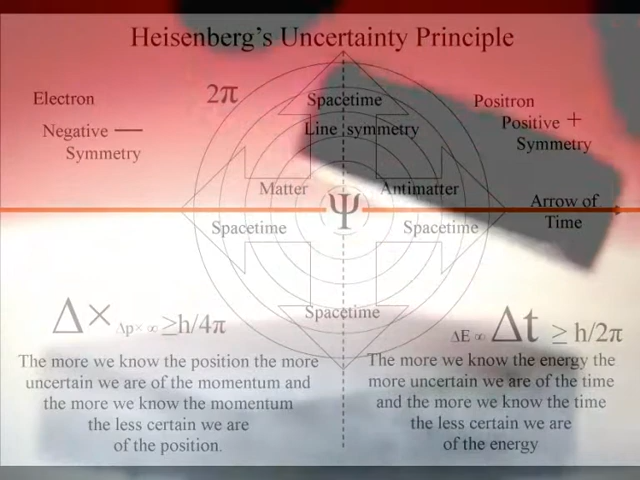 Heisenberg's Uncertainty Principle
Electron
2π
Spacetime
Positron
Negative —
Line symmetry
Positive +
Symmetry
Symmetry
Matter
Antimatter
Ψ
Arrow of
Time
Spacetime
Spacetime
Spacetime
Δ× Δp× ∝ ≥h/4π
ΔE ∝ Δt ≥ h/2π
The more we know the position the more
uncertain we are of the momentum and
the more we know the momentum
the less certain we are
of the position.
The more we know the energy the
more uncertain we are of the time
and the more we know the time
the less certain we are
of the energy